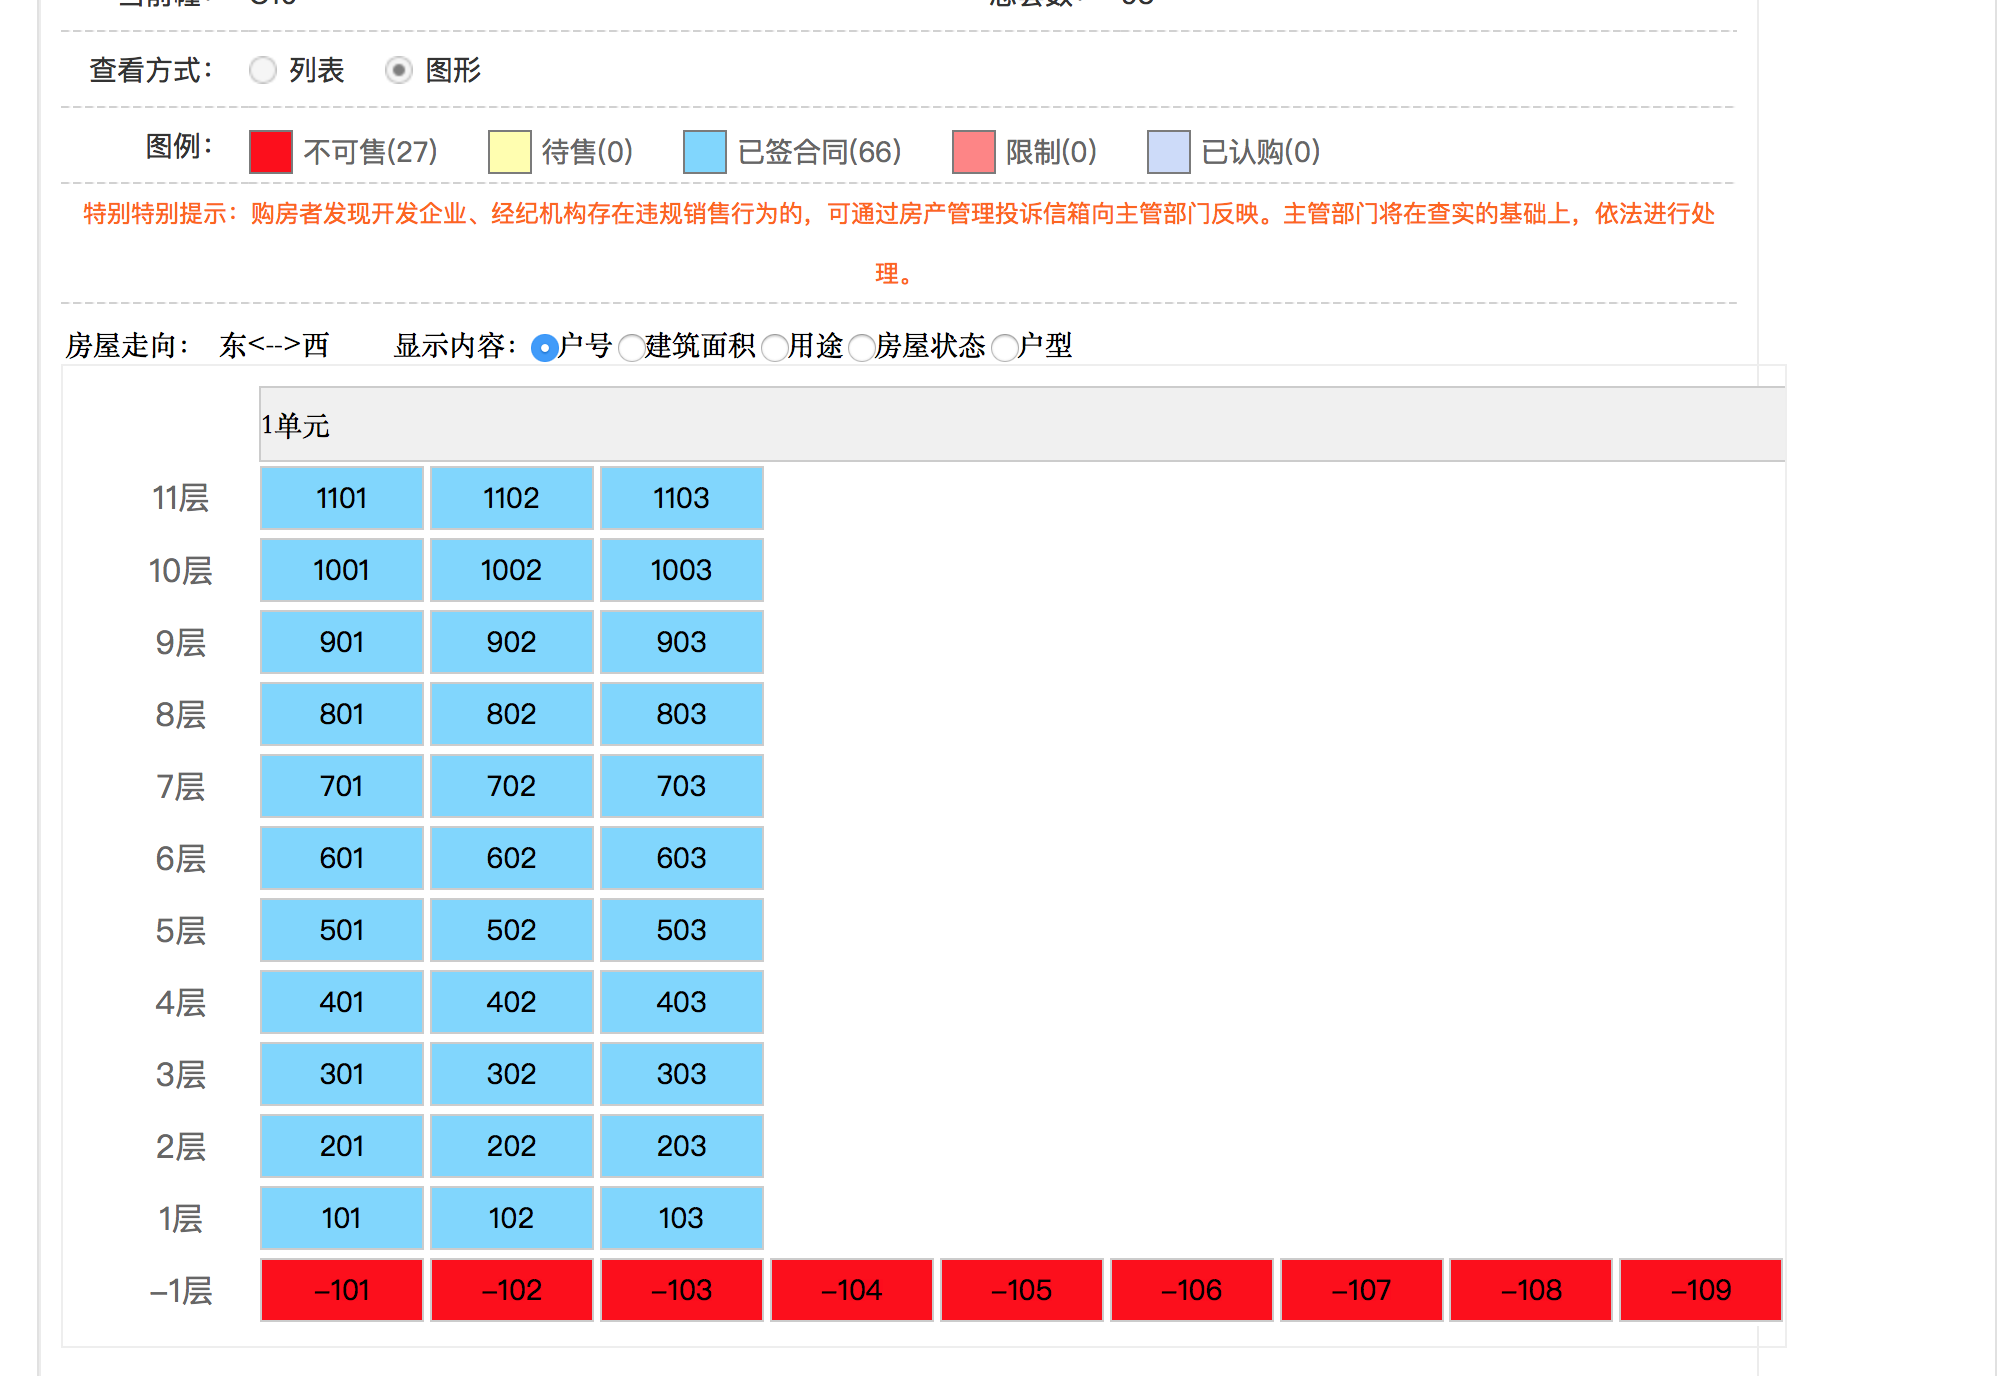 查看方式： 列表 图形
图例： 不可售(27) 待售(0) 已签合同(66) 限制(0) 已认购(0)
特别特别提示：购房者发现开发企业、经纪机构存在违规销售行为的，可通过房产管理投诉信箱向主管部门反映。主管部门将在查实的基础上，依法进行处
理。
房屋走向： 东<-->西 显示内容： 户号 建筑面积 用途 房屋状态 户型
1单元
11层 1101 1102 1103
10层 1001 1002 1003
9层 901 902 903
8层 801 802 803
7层 701 702 703
6层 601 602 603
5层 501 502 503
4层 401 402 403
3层 301 302 303
2层 201 202 203
1层 101 102 103
-1层 -101 -102 -103 -104 -105 -106 -107 -108 -109